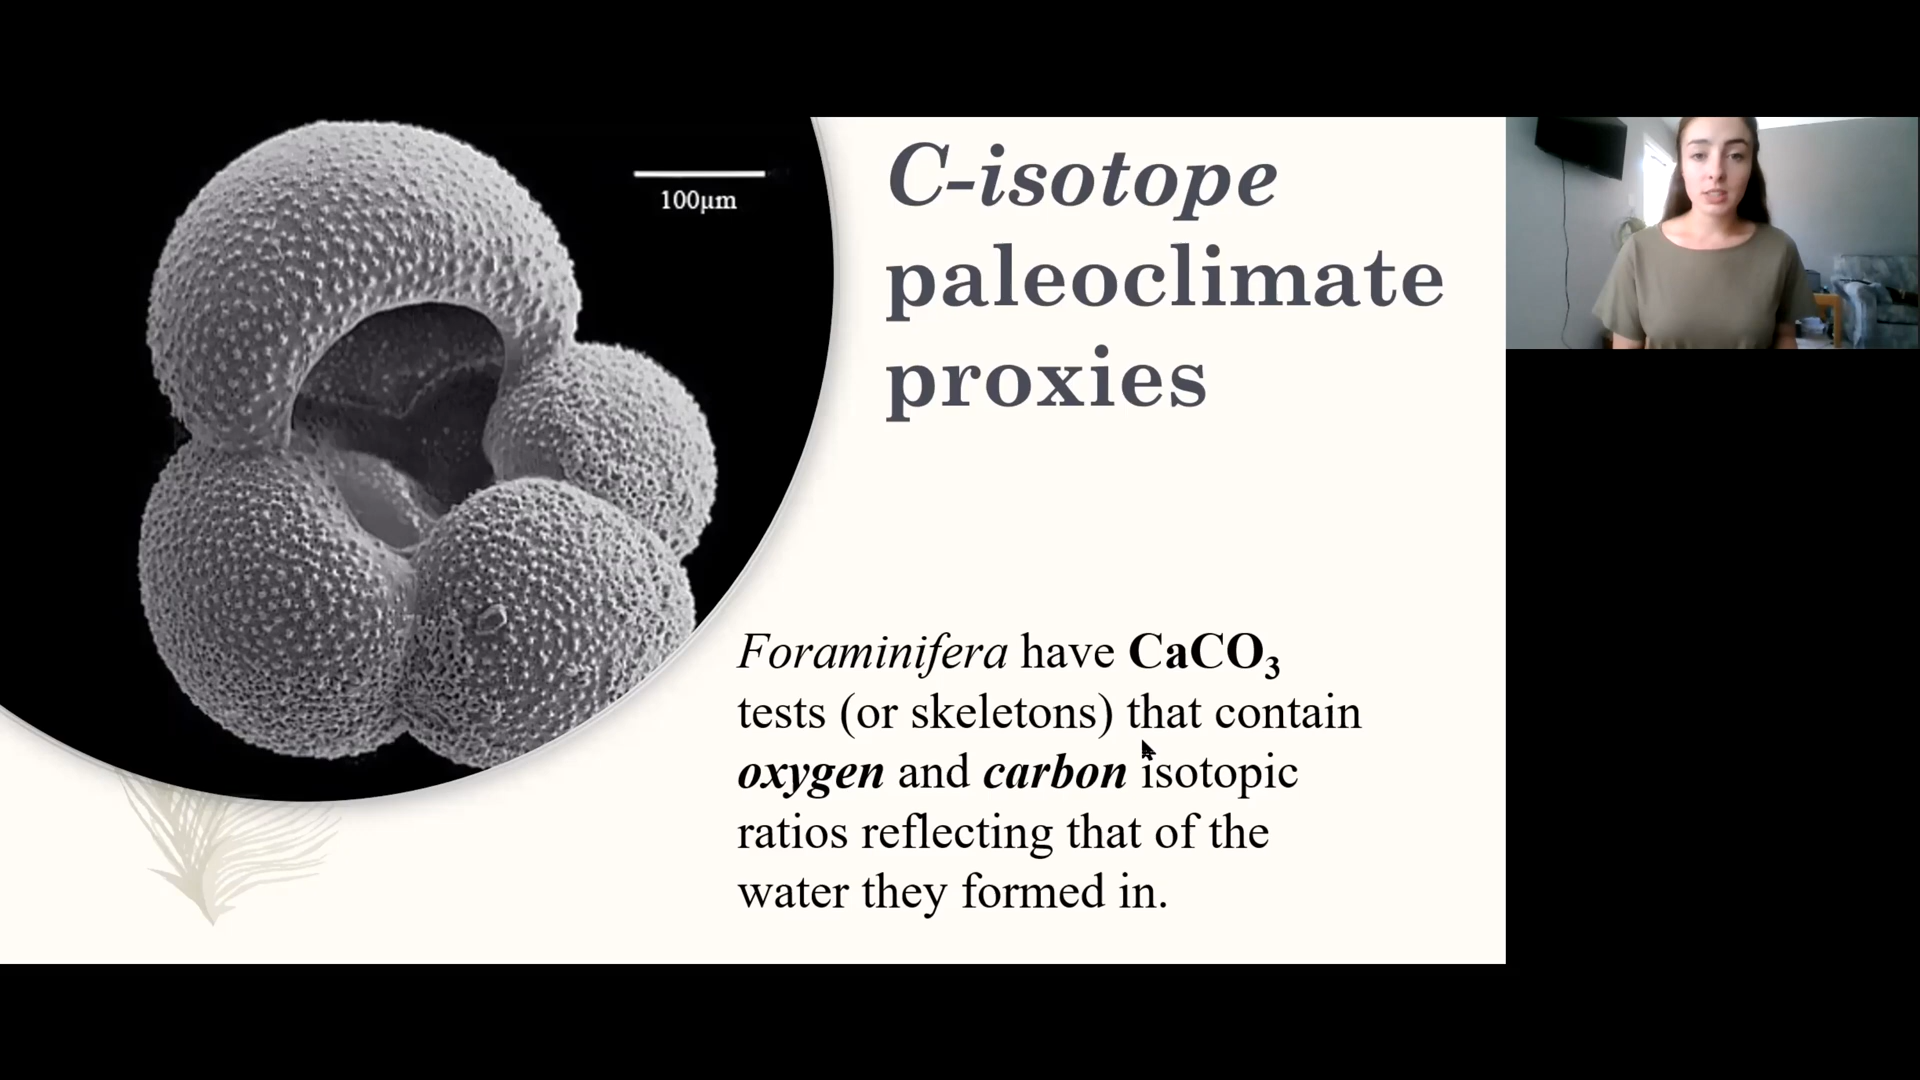 100μm
C-isotope
paleoclimate
proxies
Foraminifera have CaCO₃
tests (or skeletons) that contain
oxygen and carbon isotopic
ratios reflecting that of the
water they formed in.